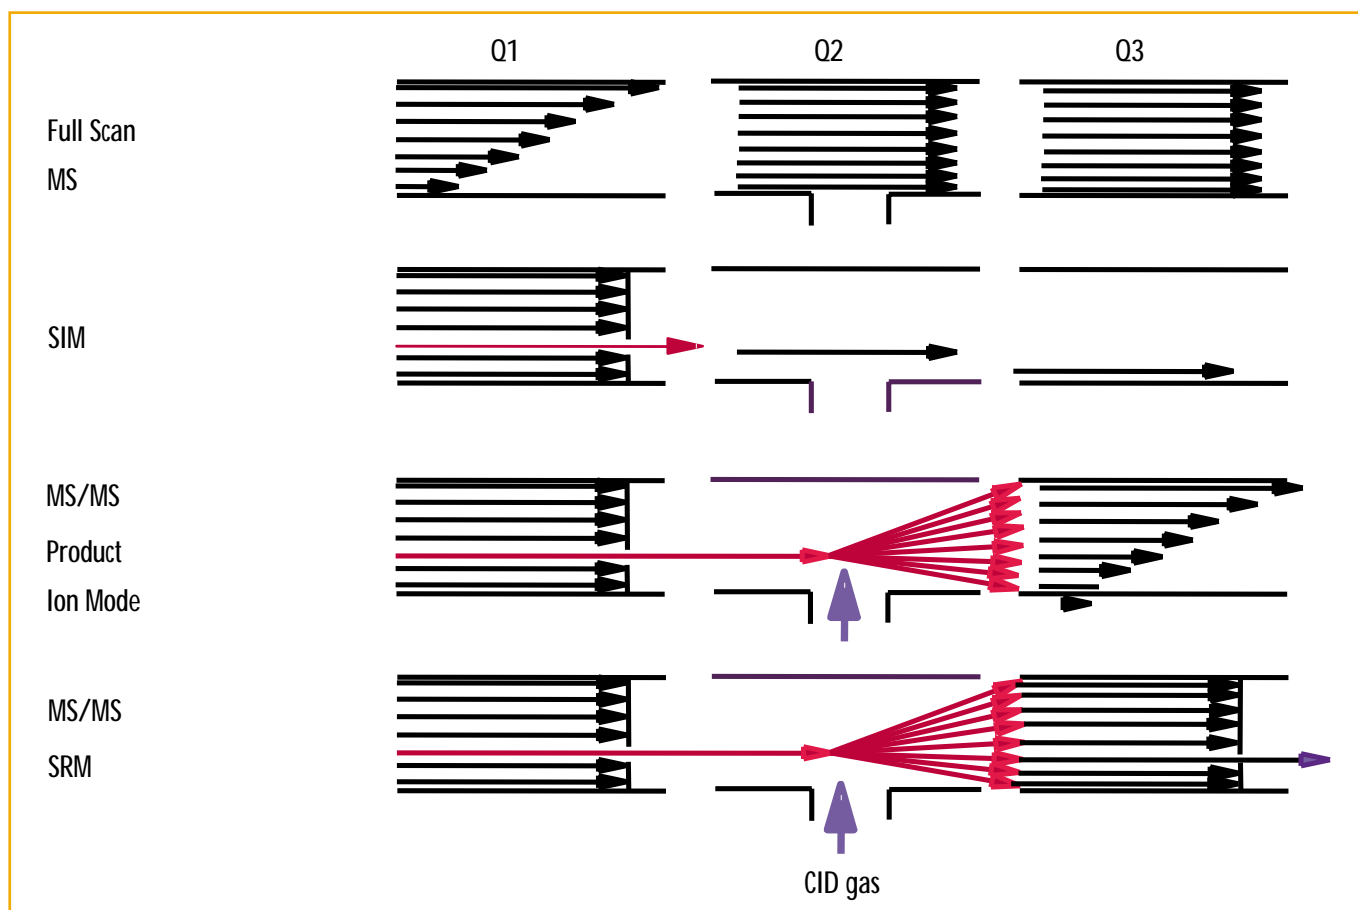 Q1 Q2 Q3
Full Scan
MS
SIM
MS/MS
Product
Ion Mode
MS/MS
SRM
CID gas